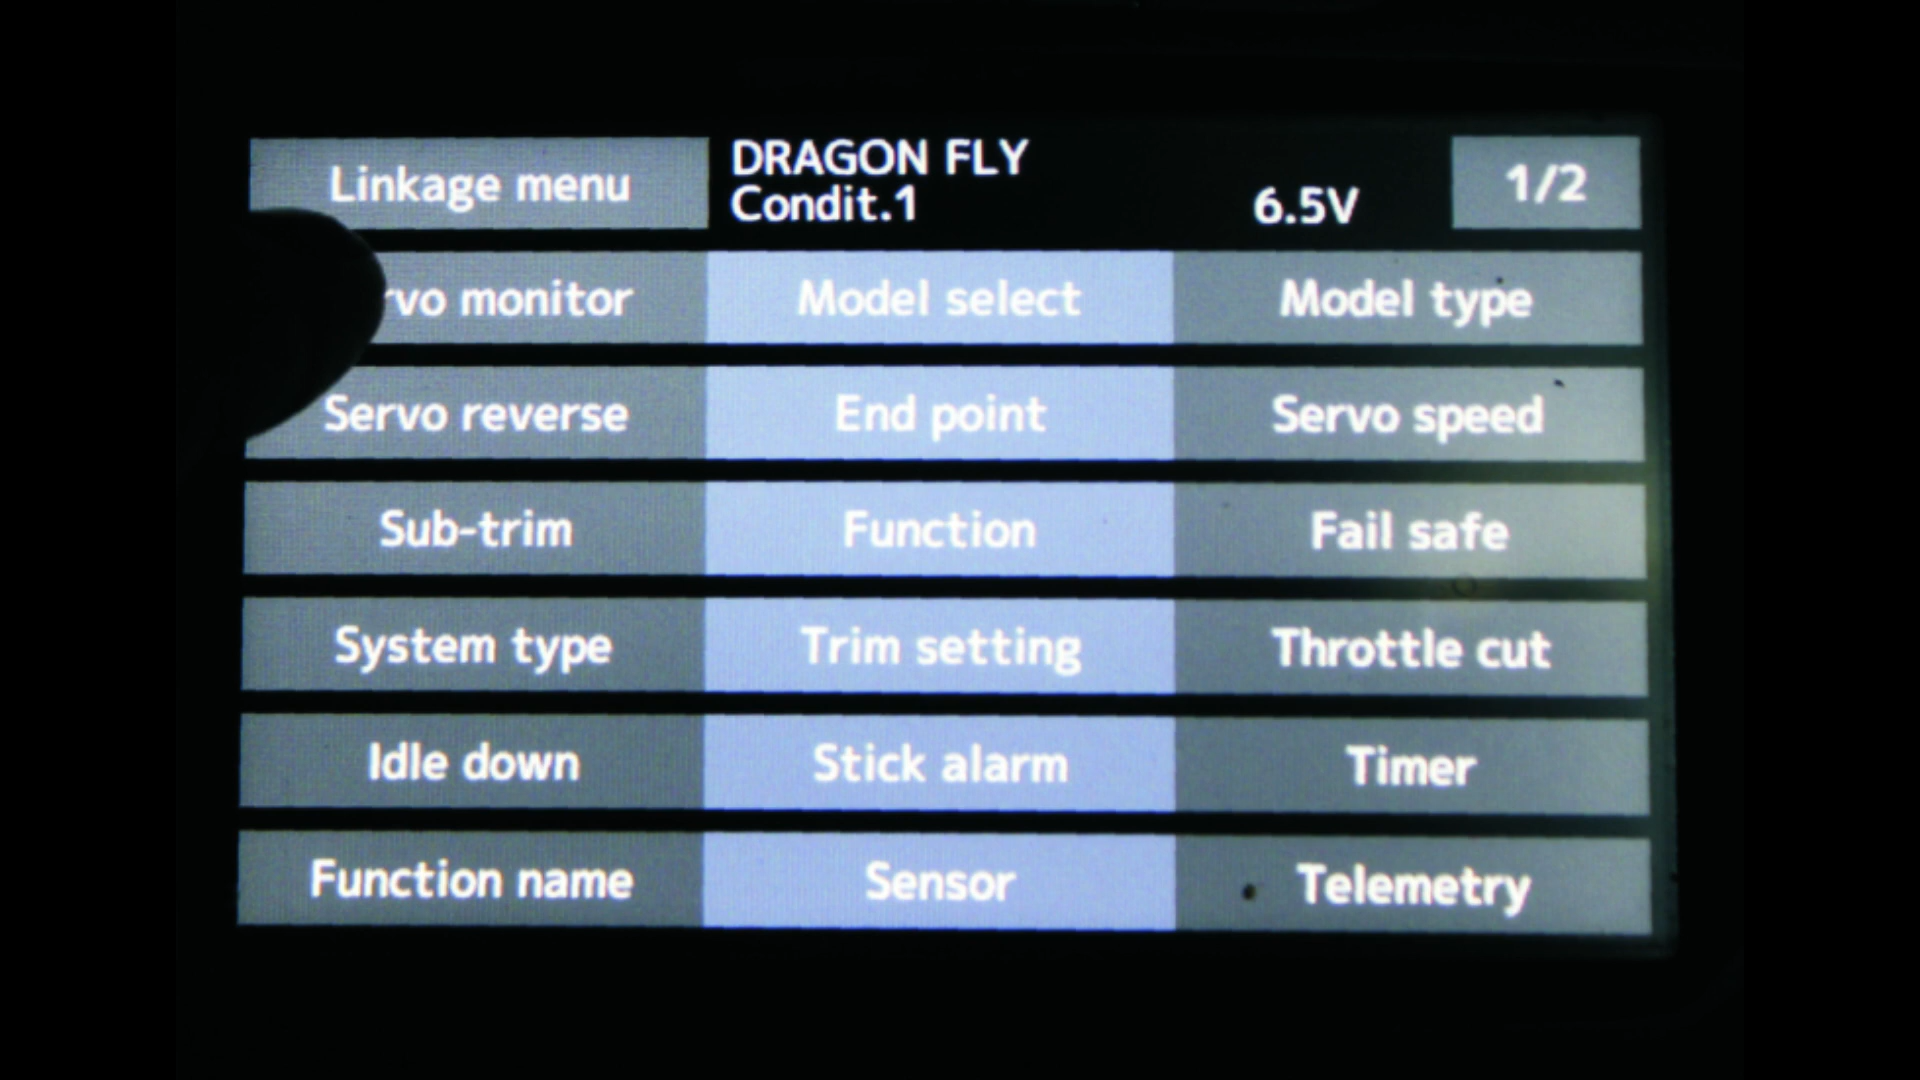 Linkage menu DRAGON FLY 1/2
Condit.1 6.5V
rvo monitor Model select Model type
Servo reverse End point Servo speed
Sub-trim Function Fail safe
System type Trim setting Throttle cut
Idle down Stick alarm Timer
Function name Sensor Telemetry